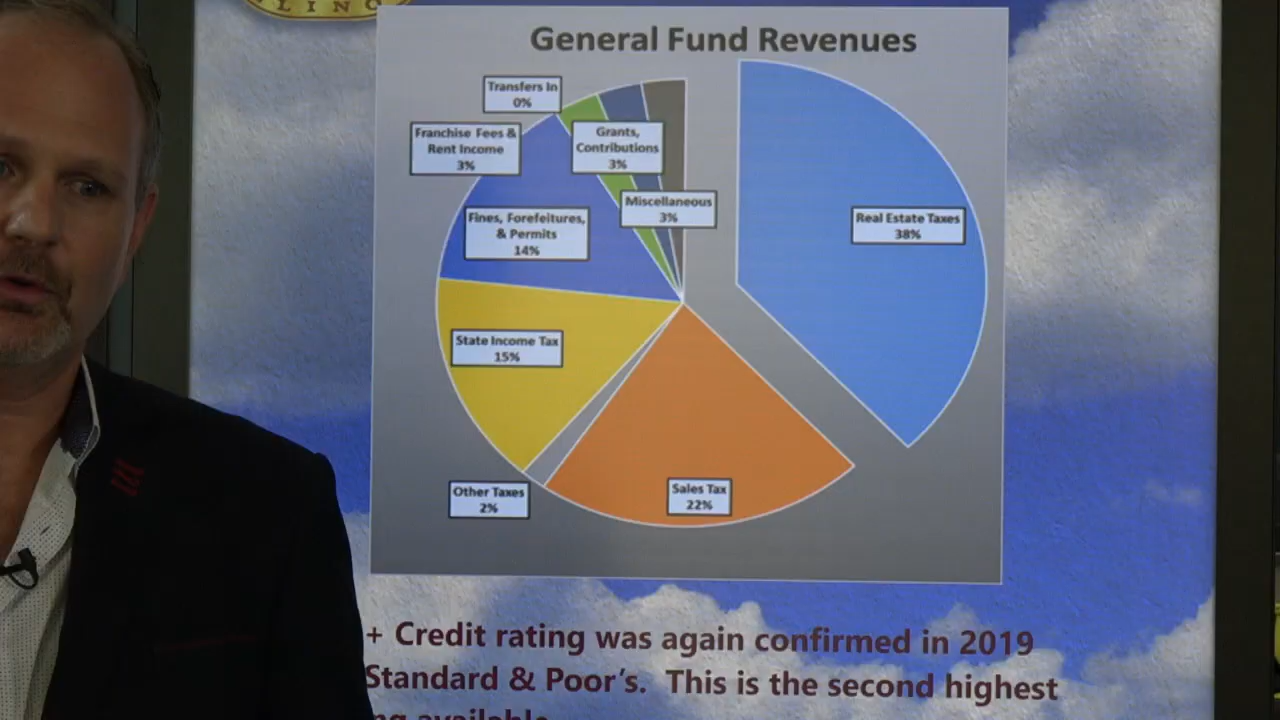 LINO
General Fund Revenues
Transfers In
0%
Franchise Fees &
Rent Income
3%
Grants,
Contributions
3%
Miscellaneous
3%
Fines, Forefeitures,
& Permits
14%
Real Estate Taxes
38%
State Income Tax
15%
Other Taxes
2%
Sales Tax
22%
+ Credit rating was again confirmed in 2019
Standard & Poor's. This is the second highest
available